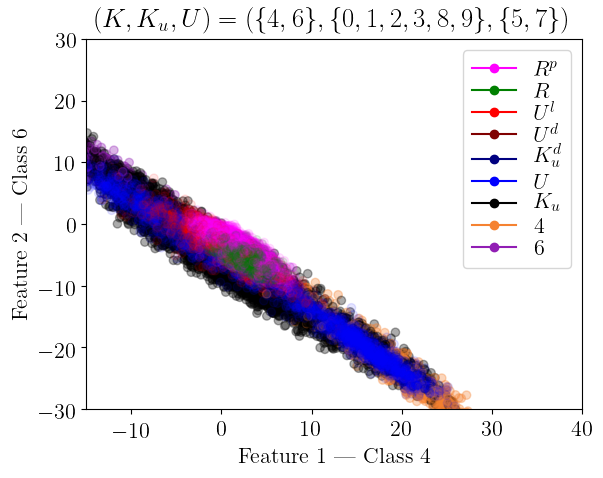 (K, K_u, U) = ({4, 6}, {0, 1, 2, 3, 8, 9}, {5, 7})
30
20
10
0
−10
−20
−30
Feature 2 — Class 6
R^p
R
U^l
U^d
K_u^d
U
K_u
4
6
−10
0
10
20
30
40
Feature 1 — Class 4